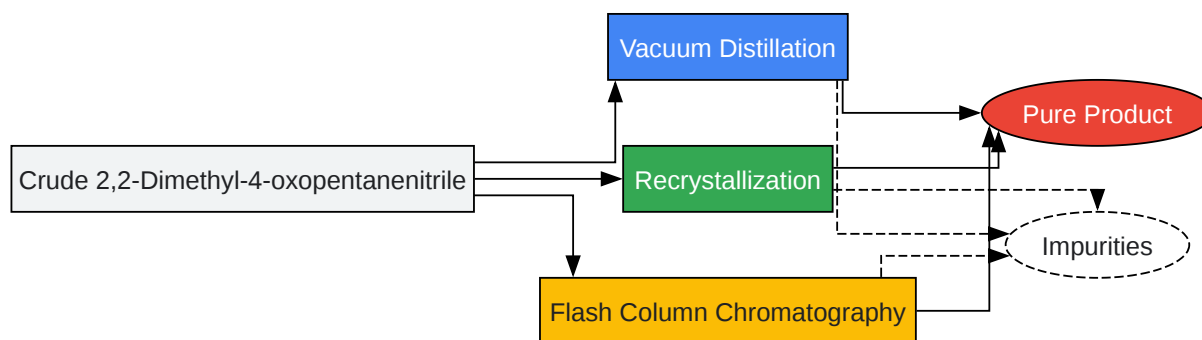 Vacuum Distillation
Pure Product
Crude 2,2-Dimethyl-4-oxopentanenitrile
Recrystallization
Impurities
Flash Column Chromatography